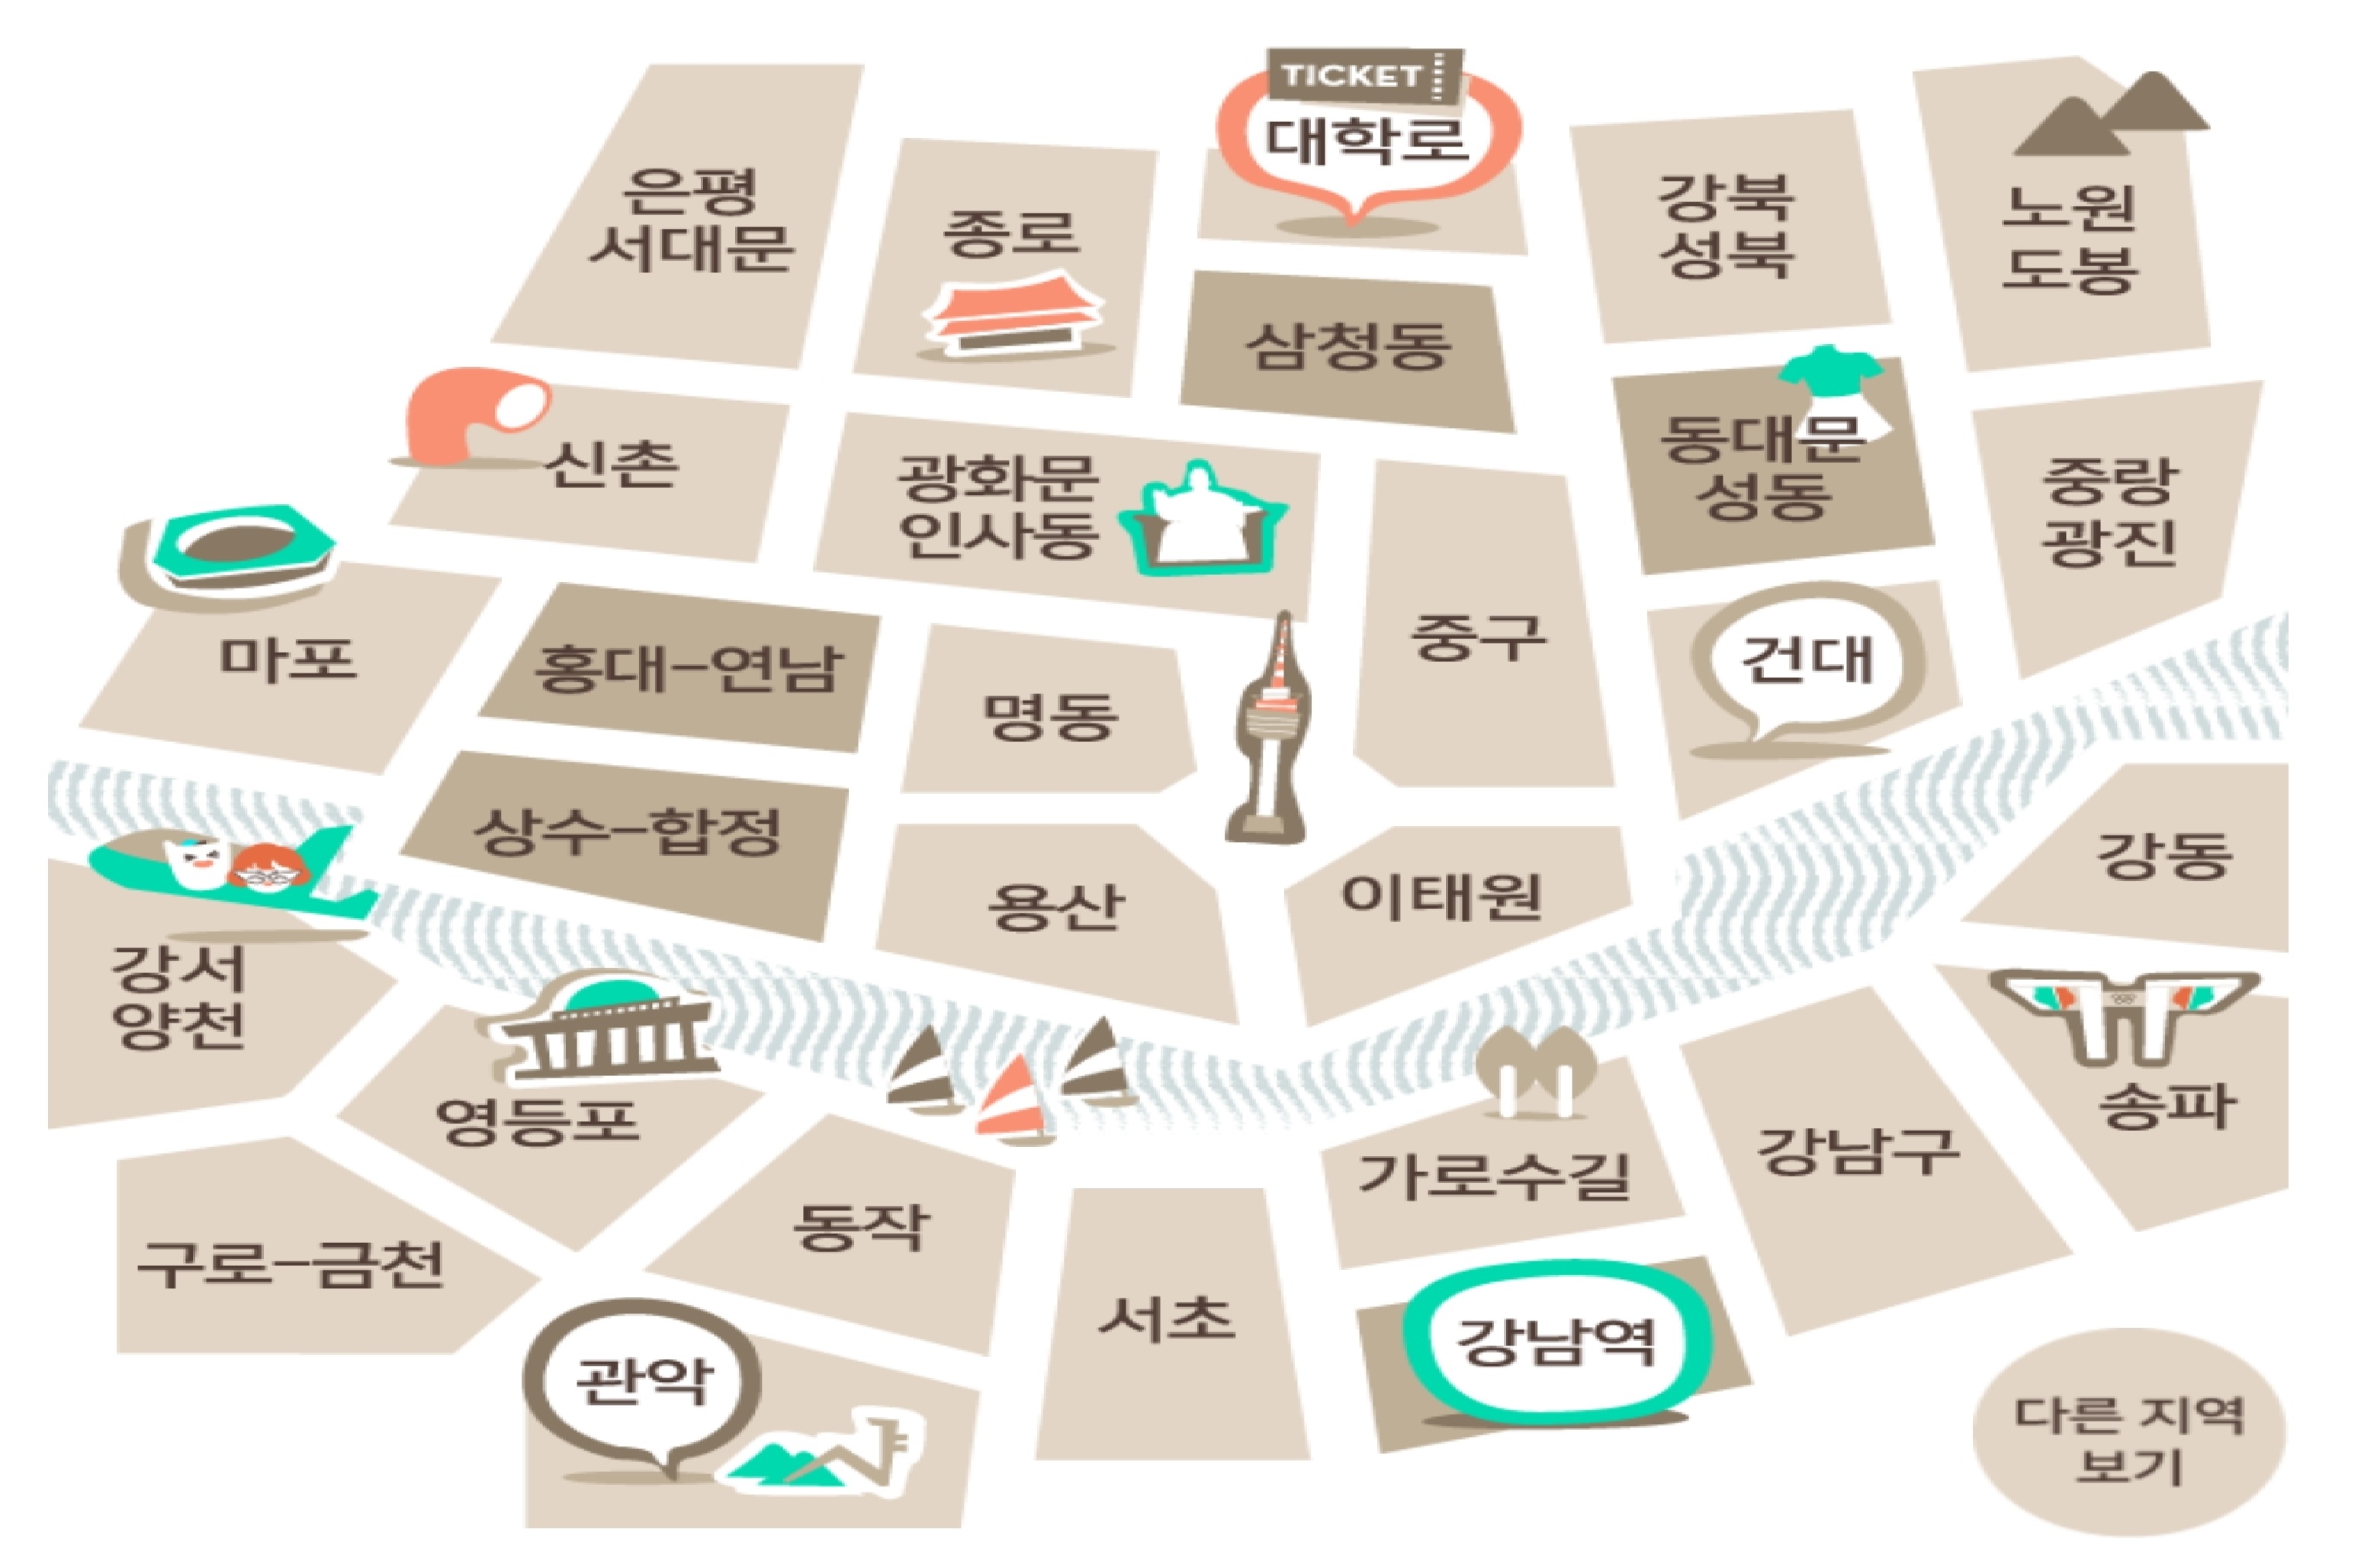 TICKET
대학로
은평
서대문
종로
강북
성북
노원
도봉
삼청동
신촌
광화문
인사동
동대문
성동
중랑
광진
마포
홍대-연남
명동
중구
건대
상수-합정
용산
이태원
강동
강서
양천
영등포
가로수길
강남구
송파
구로-금천
동작
서초
강남역
관악
다른 지역
보기